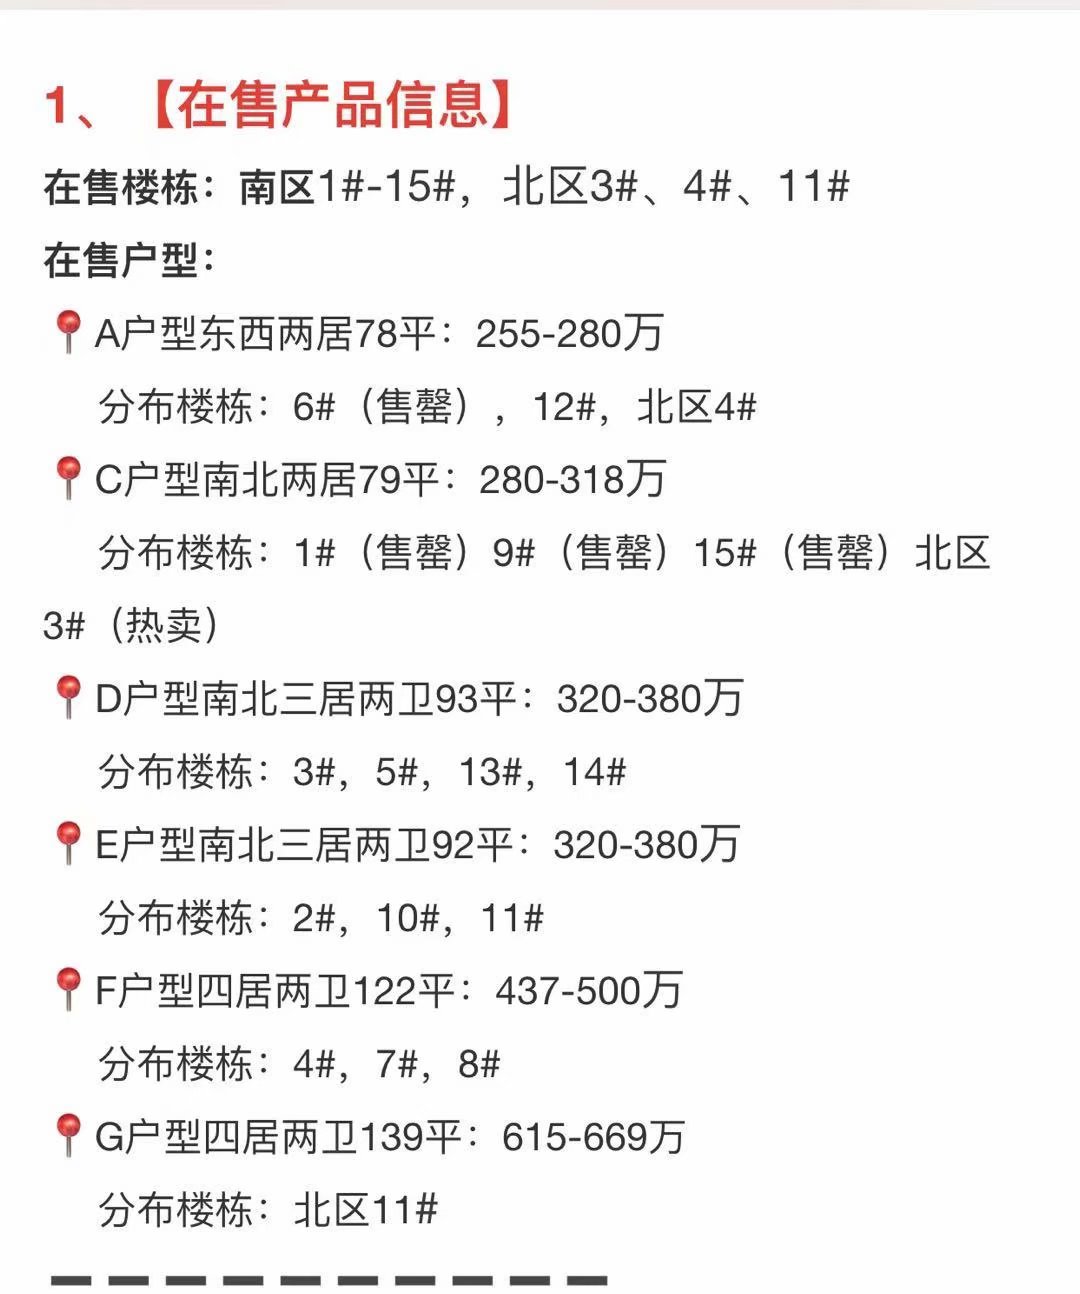 1、【在售产品信息】
在售楼栋：南区1#-15#，北区3#、4#、11#
在售户型：
📍A户型东西两居78平：255-280万
分布楼栋：6#（售罄），12#，北区4#
📍C户型南北两居79平：280-318万
分布楼栋：1#（售罄）9#（售罄）15#（售罄）北区
3#（热卖）
📍D户型南北三居两卫93平：320-380万
分布楼栋：3#，5#，13#，14#
📍E户型南北三居两卫92平：320-380万
分布楼栋：2#，10#，11#
📍F户型四居两卫122平：437-500万
分布楼栋：4#，7#，8#
📍G户型四居两卫139平：615-669万
分布楼栋：北区11#